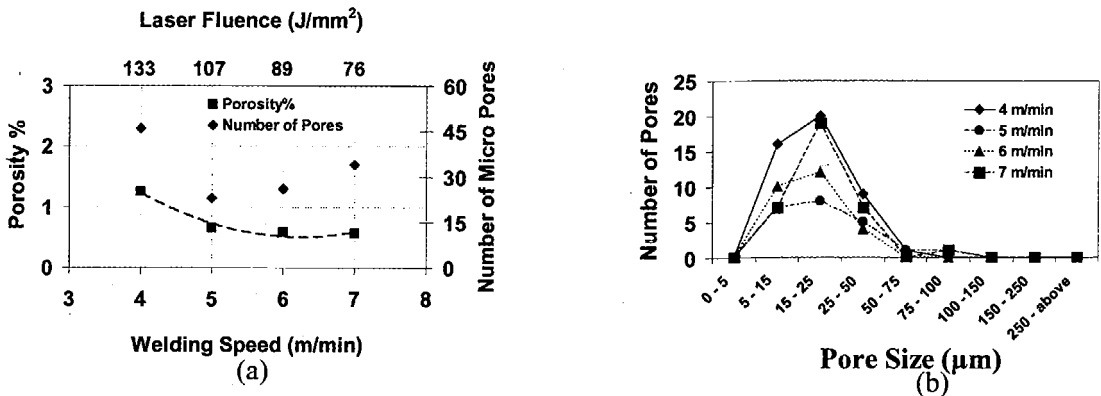 Laser Fluence (J/mm²)
133 107 89 76
3
2
1
0
Porosity %
Porosity%
Number of Pores
60
45
30
15
0
Number of Micro Pores
3 4 5 6 7 8
Welding Speed (m/min)
(a)
25
20
15
10
5
0
Number of Pores
4 m/min
5 m/min
6 m/min
7 m/min
0 - 5
5 - 15
15 - 25
25 - 50
50 - 75
75 - 100
100 -150
150 - 250
250 - above
Pore Size (µm)
(b)